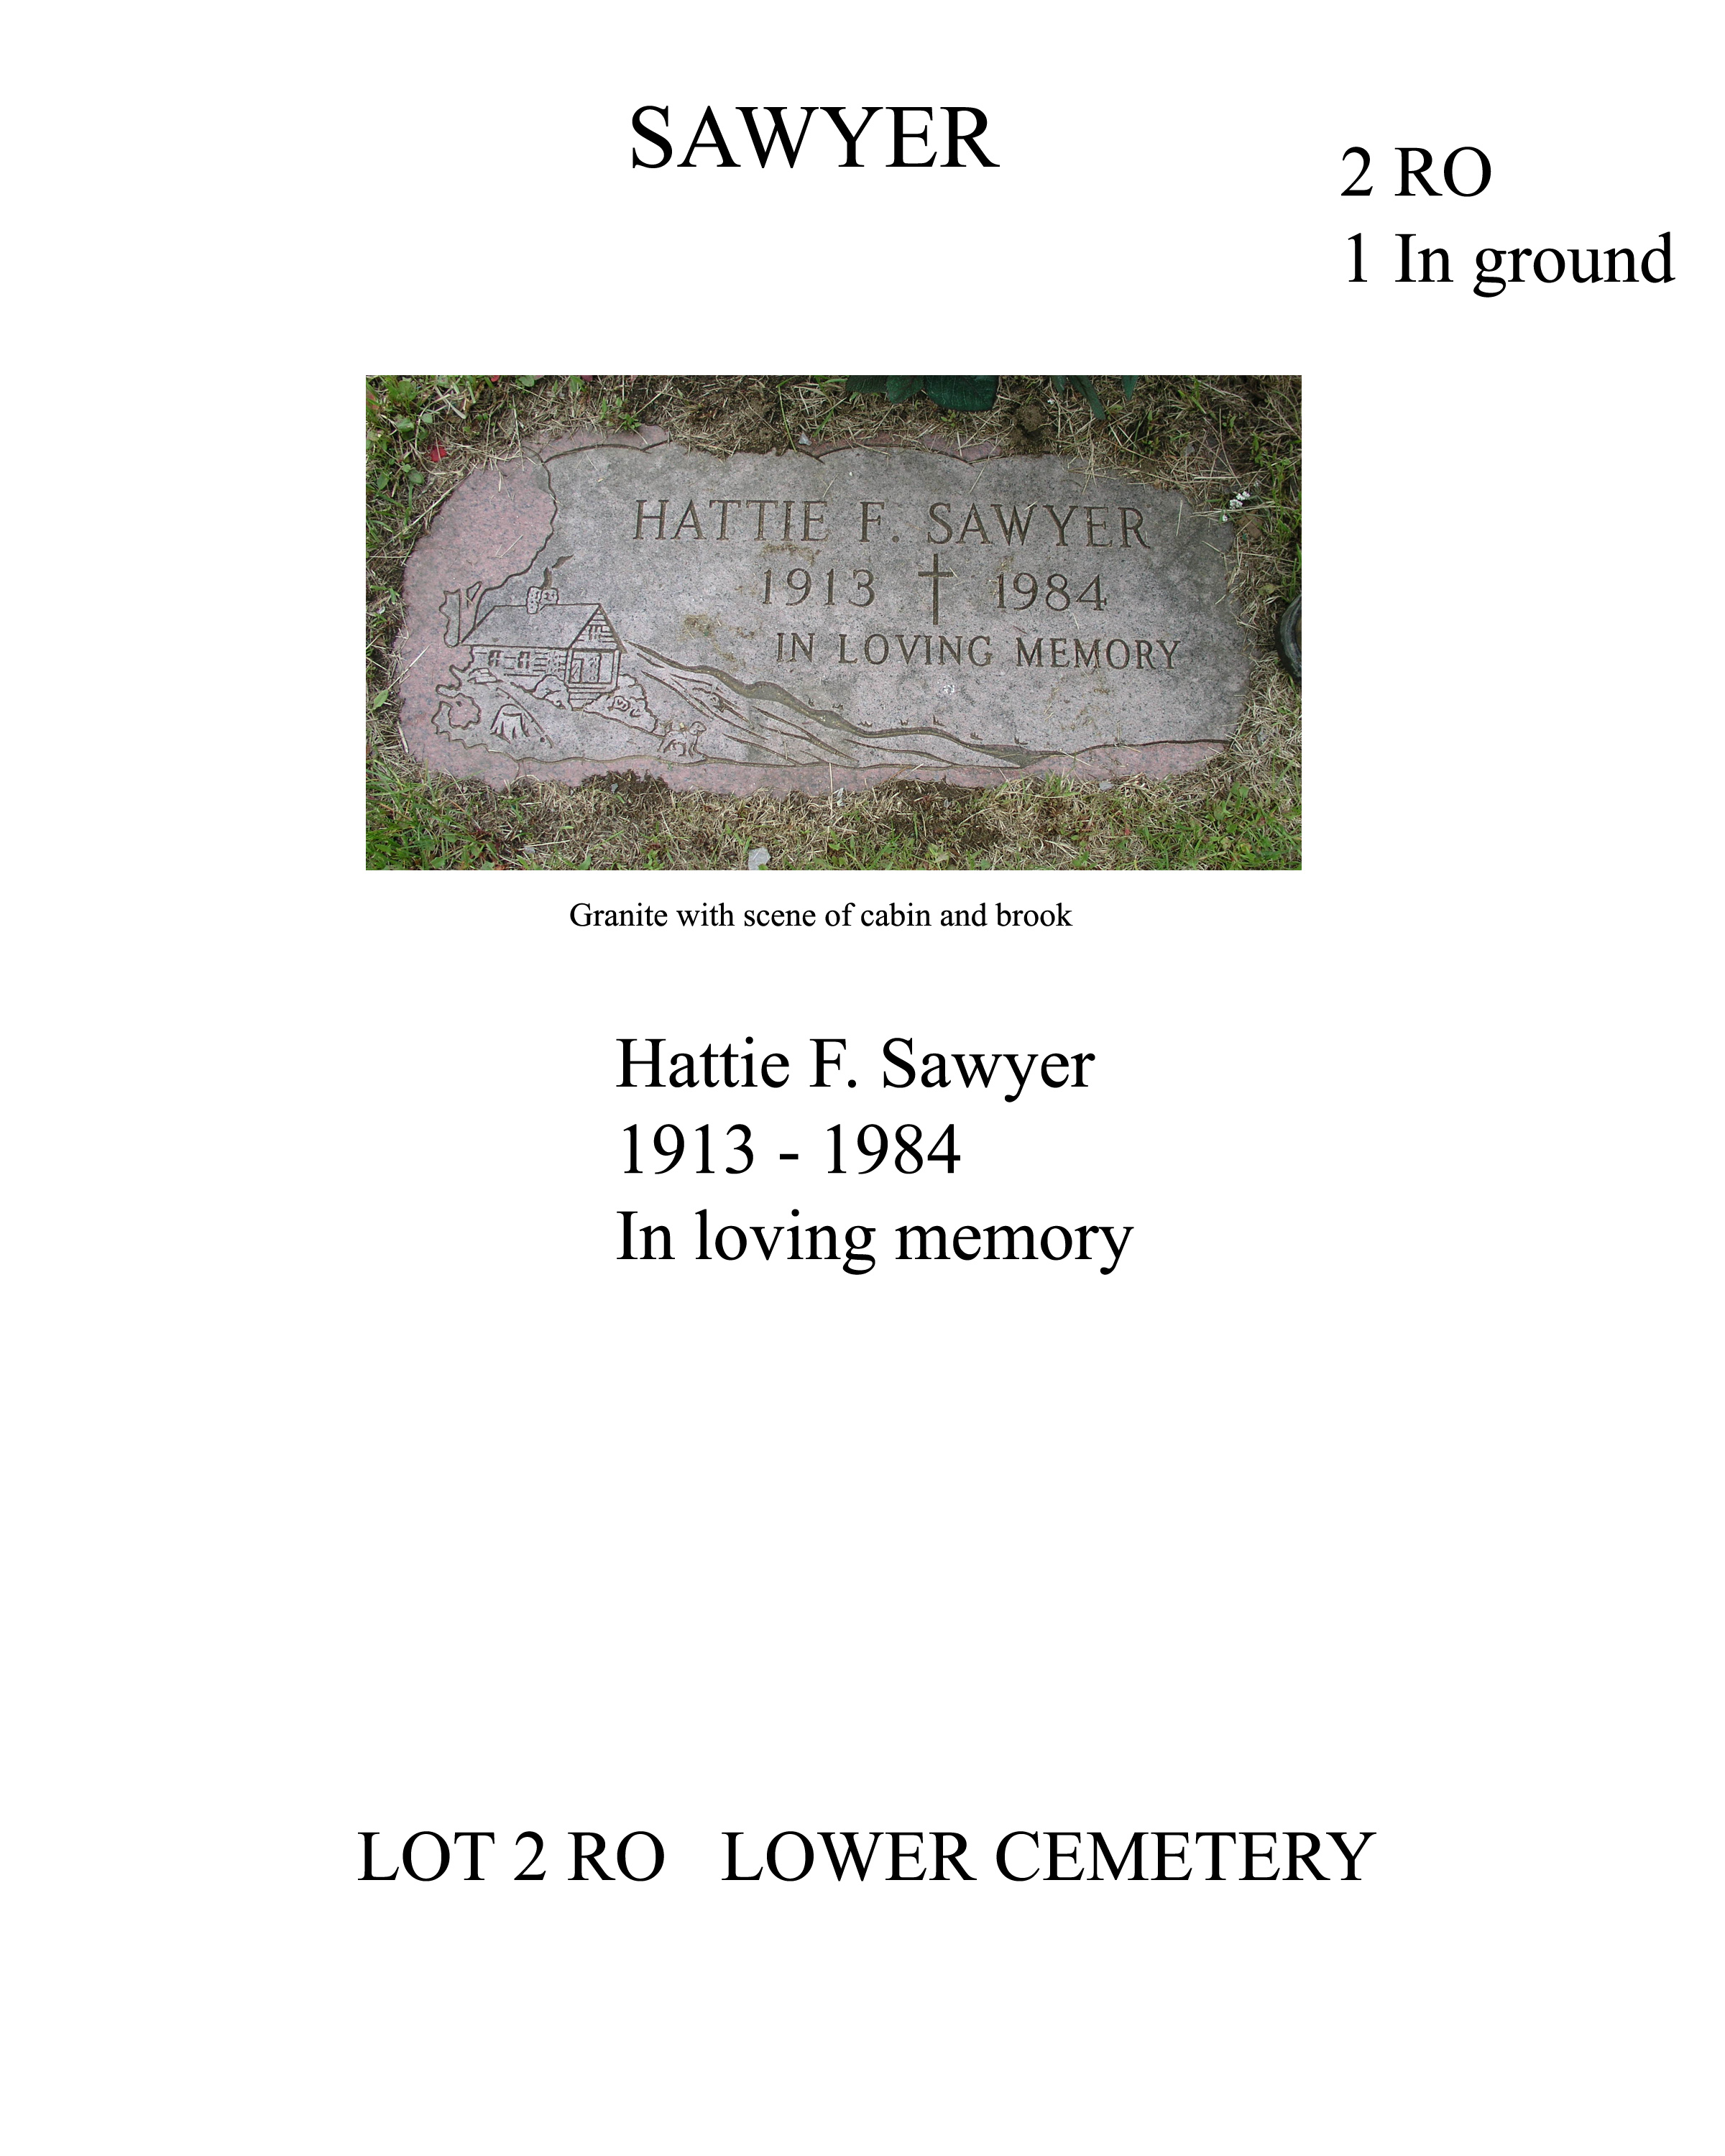 SAWYER
2 RO
1 In ground
HATTIE F. SAWYER
1913 † 1984
IN LOVING MEMORY
Granite with scene of cabin and brook
Hattie F. Sawyer
1913 - 1984
In loving memory
LOT 2 RO LOWER CEMETERY